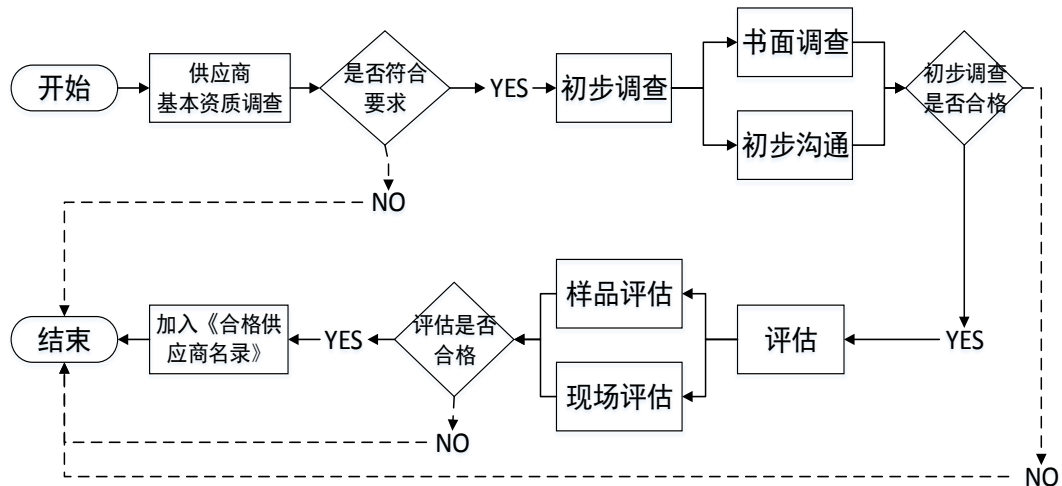 开始
供应商
基本资质调查
是否符合
要求
YES
初步调查
书面调查
初步沟通
初步调查
是否合格
NO
结束
加入《合格供
应商名录》
YES
评估是否
合格
样品评估
现场评估
评估
YES
NO
NO